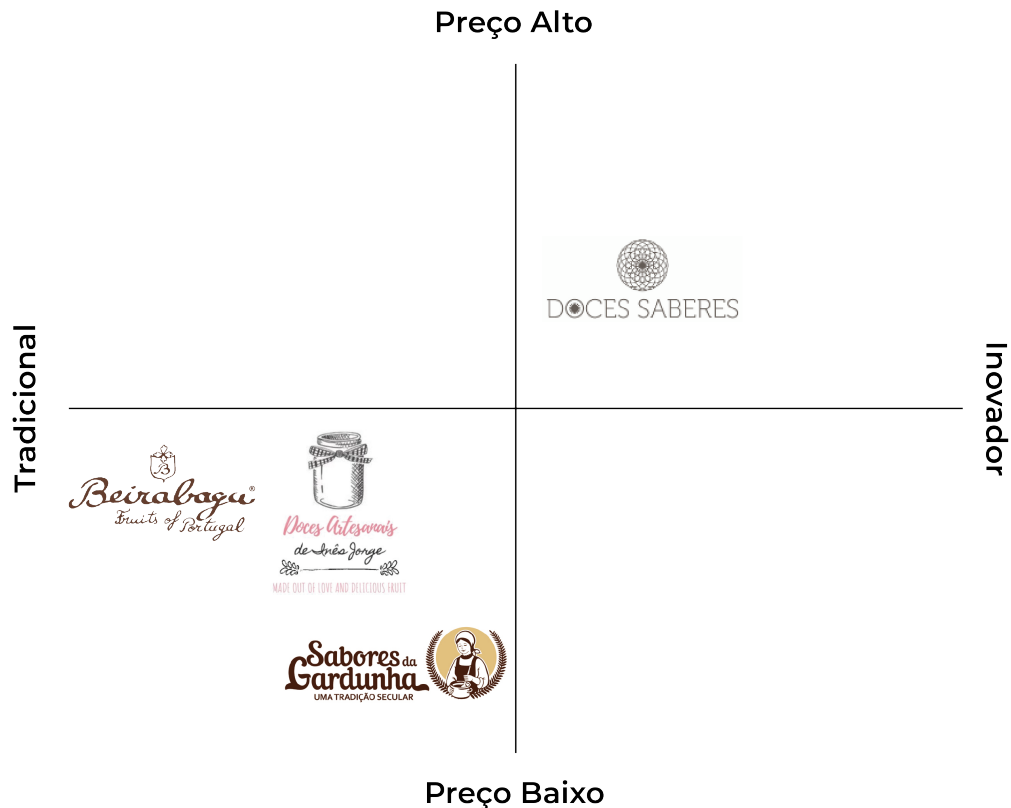 Preço Alto
DOCES SABERES
Tradicional
Inovador
B
Beirabaga®
Fruits of Portugal
Doces Artesanais
de Inês Jorge
MADE OUT OF LOVE AND DELICIOUS FRUIT
Sabores da
Gardunha
UMA TRADIÇÃO SECULAR
Preço Baixo